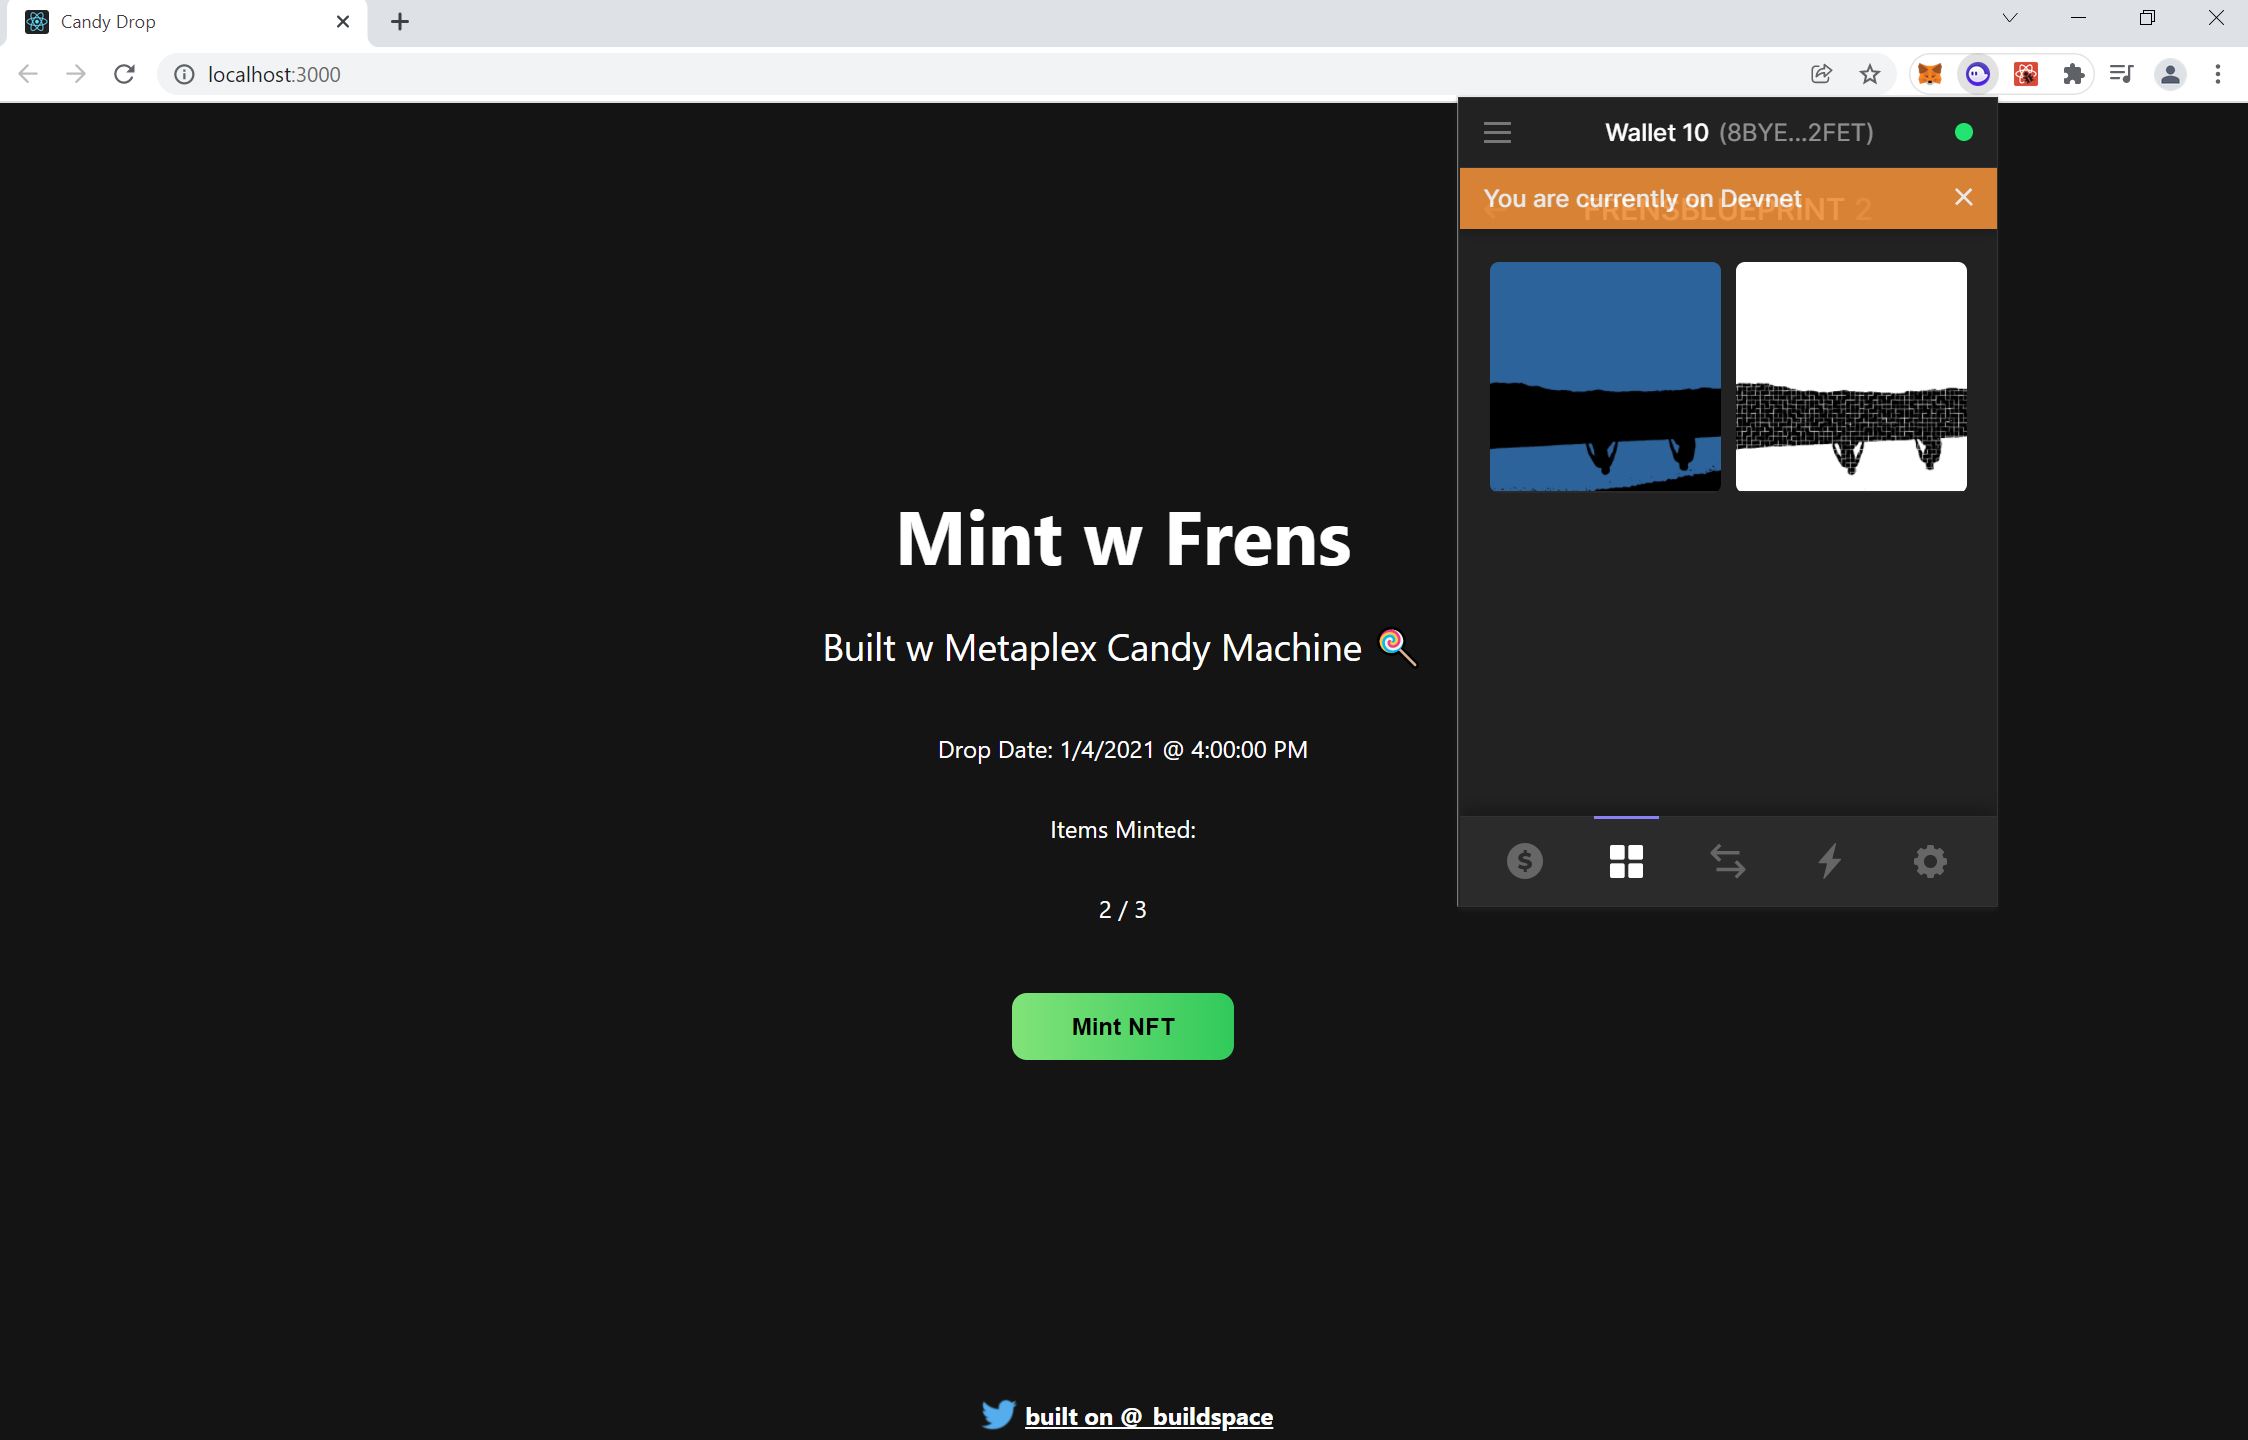 Candy Drop
localhost:3000
Wallet 10 (8BYE...2FET)
You are currently on Devnet
FRENSBLUEPRINT 2
Mint w Frens
Built w Metaplex Candy Machine 🍭
Drop Date: 1/4/2021 @ 4:00:00 PM
Items Minted:
2 / 3
Mint NFT
built on @_buildspace